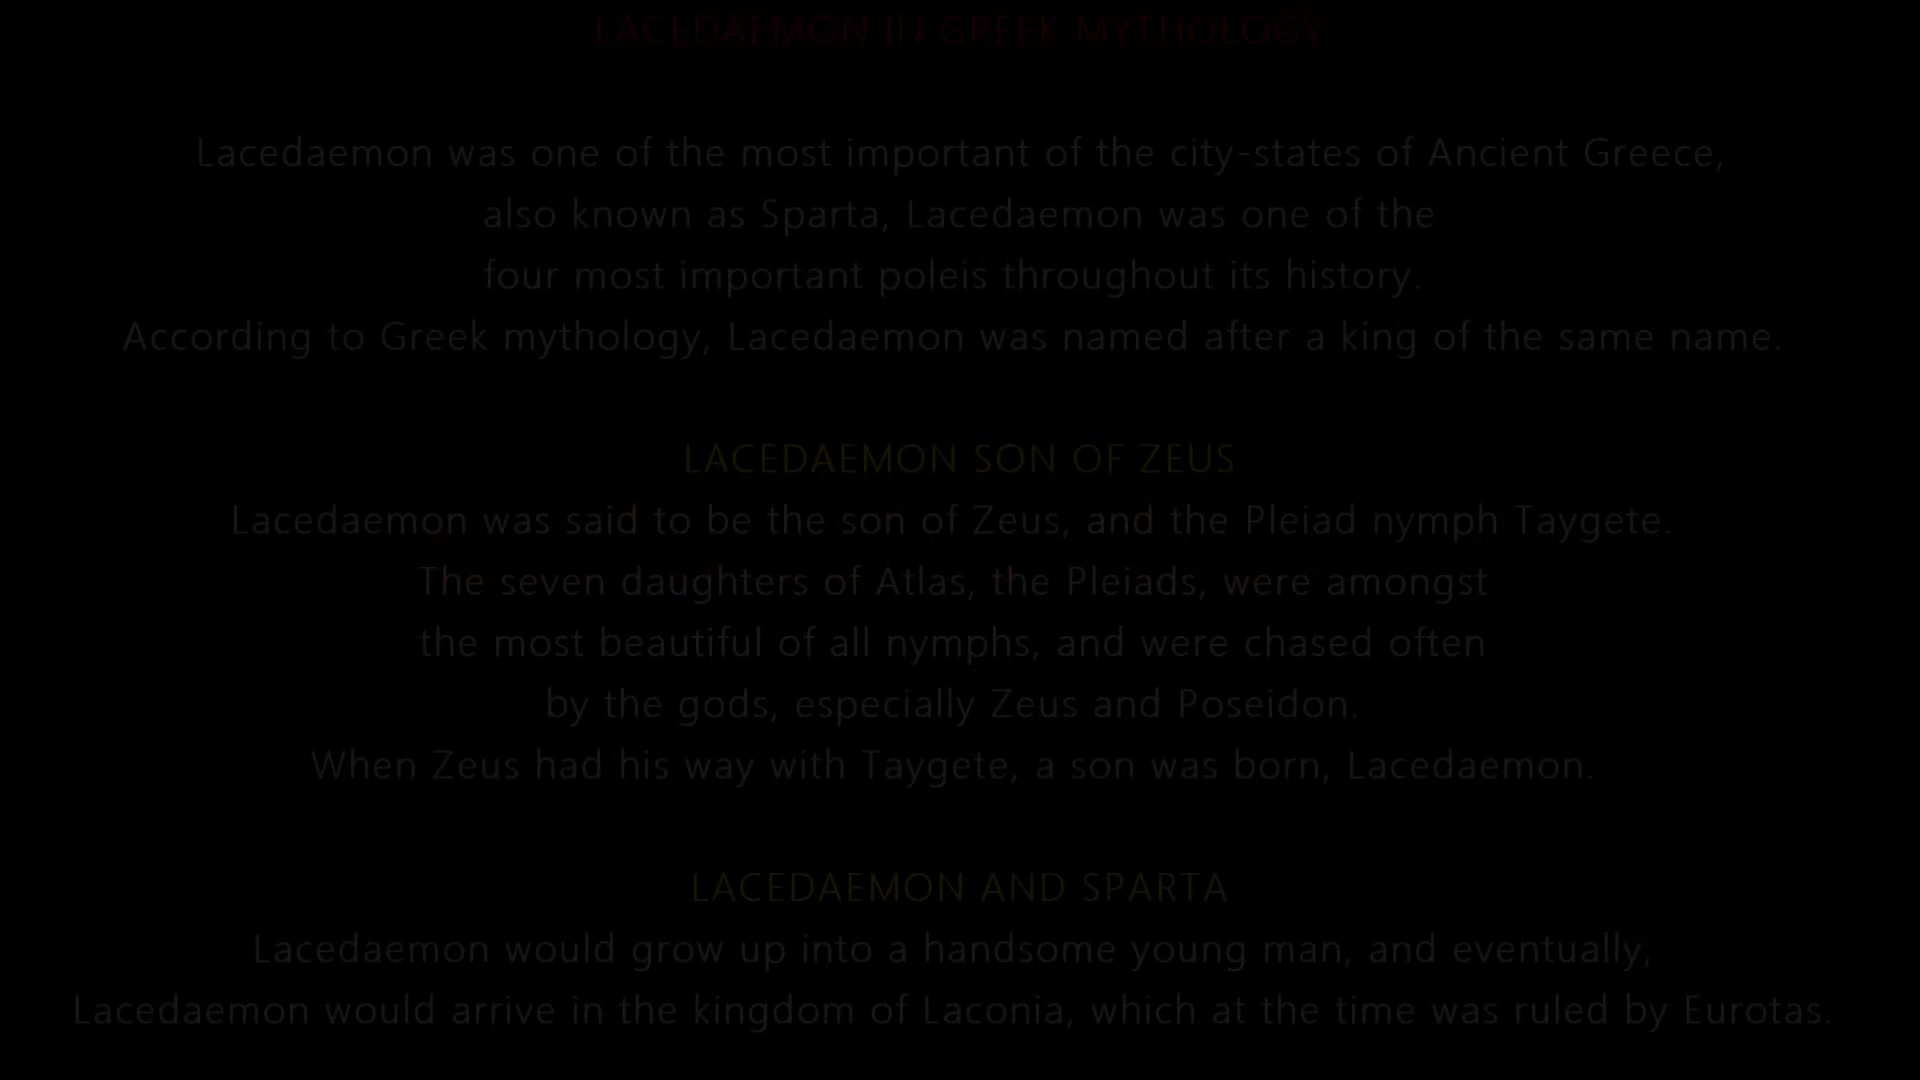 LACEDAEMON IN GREEK MYTHOLOGY
Lacedaemon was one of the most important of the city-states of Ancient Greece,
also known as Sparta, Lacedaemon was one of the
four most important poleis throughout its history.
According to Greek mythology, Lacedaemon was named after a king of the same name.
LACEDAEMON SON OF ZEUS
Lacedaemon was said to be the son of Zeus, and the Pleiad nymph Taygete.
The seven daughters of Atlas, the Pleiads, were amongst
the most beautiful of all nymphs, and were chased often
by the gods, especially Zeus and Poseidon.
When Zeus had his way with Taygete, a son was born, Lacedaemon.
LACEDAEMON AND SPARTA
Lacedaemon would grow up into a handsome young man, and eventually,
Lacedaemon would arrive in the kingdom of Laconia, which at the time was ruled by Eurotas.